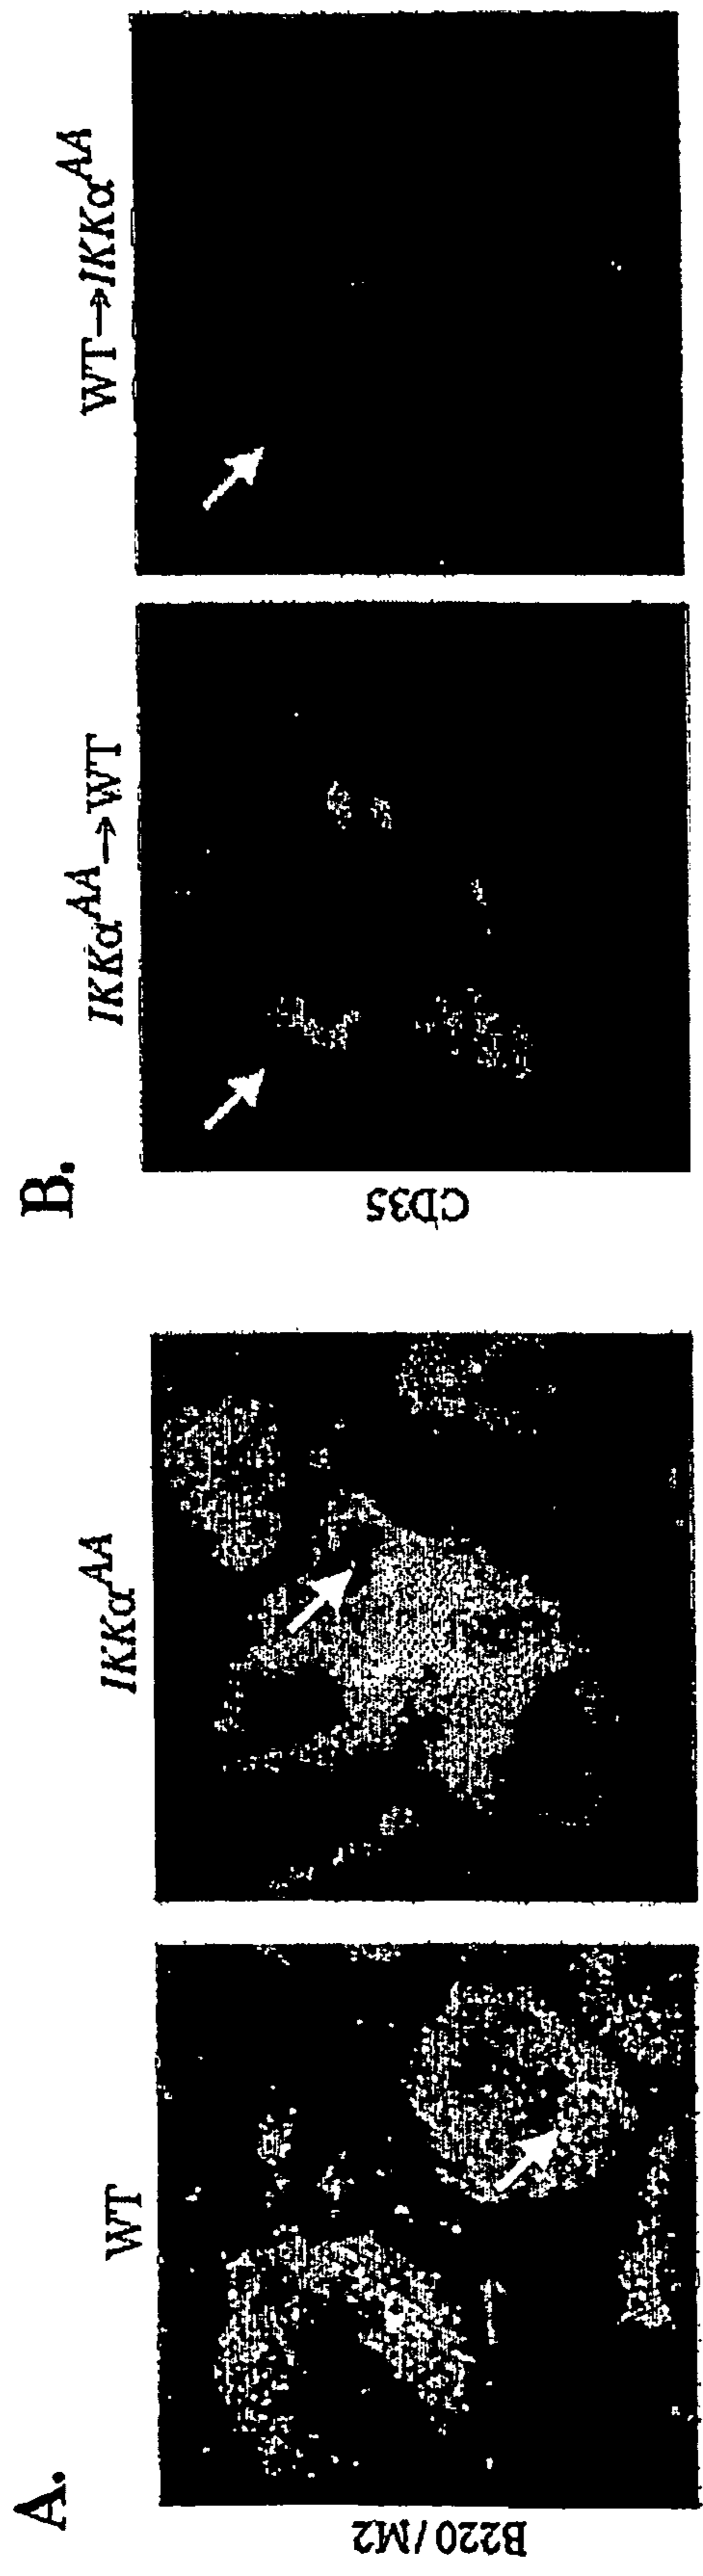 A.
WT
IKKα^AA
B220/M2
B.
IKKα^AA→WT
WT→IKKα^AA
CD35